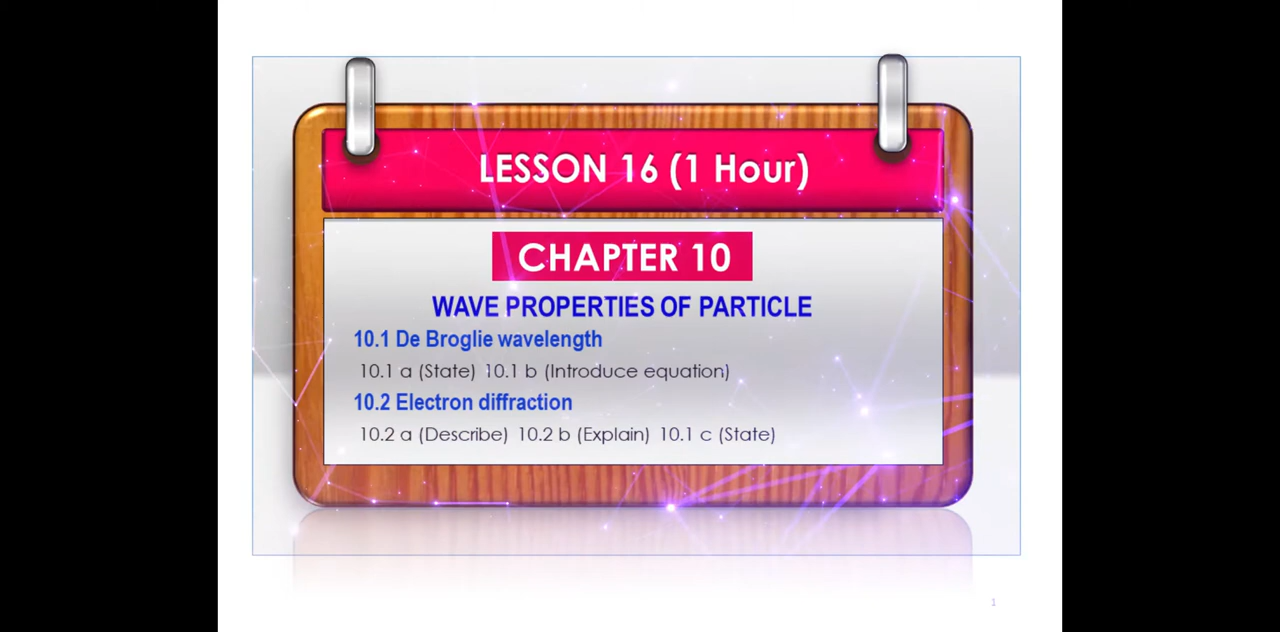 LESSON 16 (1 Hour)
CHAPTER 10
WAVE PROPERTIES OF PARTICLE
10.1 De Broglie wavelength
10.1 a (State) 10.1 b (Introduce equation)
10.2 Electron diffraction
10.2 a (Describe) 10.2 b (Explain) 10.1 c (State)
1